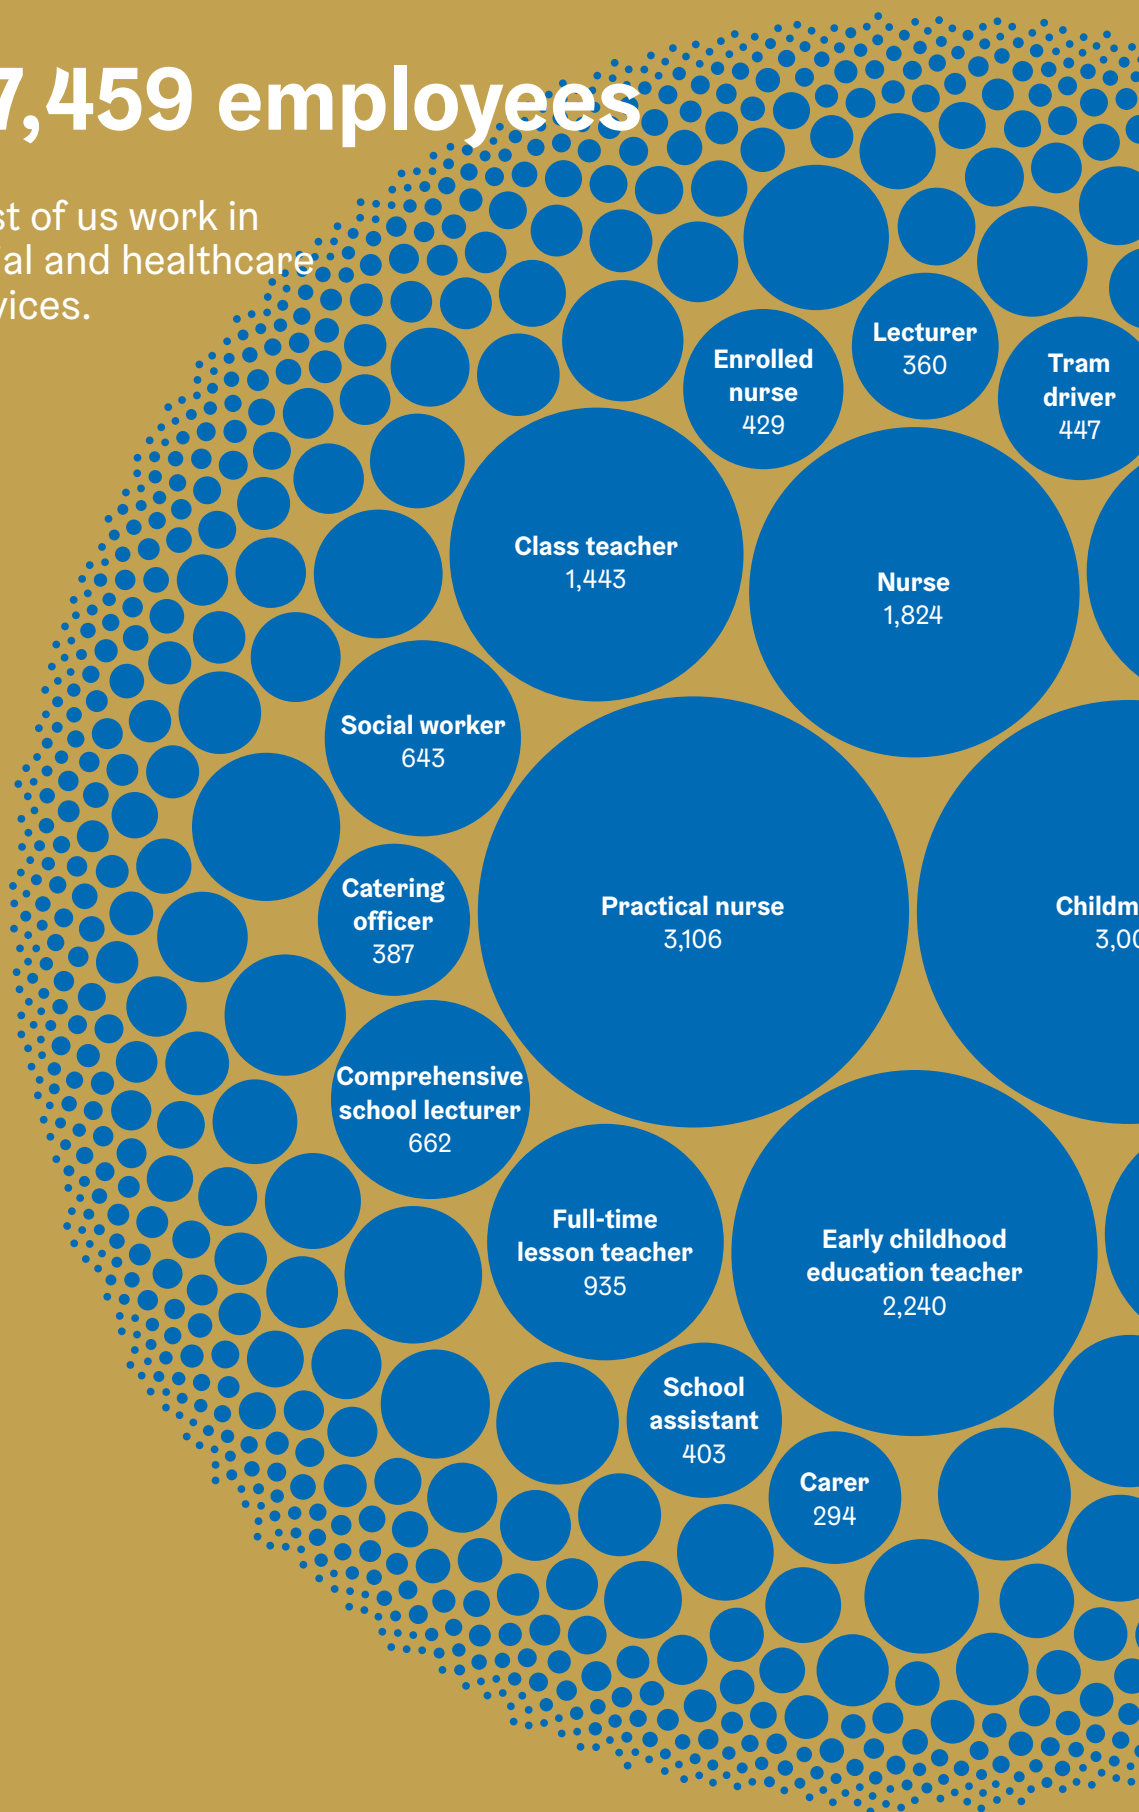 7,459 employees
st of us work in
ial and healthcare
vices.
Lecturer
360
Enrolled
nurse
429
Tram
driver
447
Class teacher
1,443
Nurse
1,824
Social worker
643
Catering
officer
387
Practical nurse
3,106
Childm
3,00
Comprehensive
school lecturer
662
Full-time
lesson teacher
935
Early childhood
education teacher
2,240
School
assistant
403
Carer
294